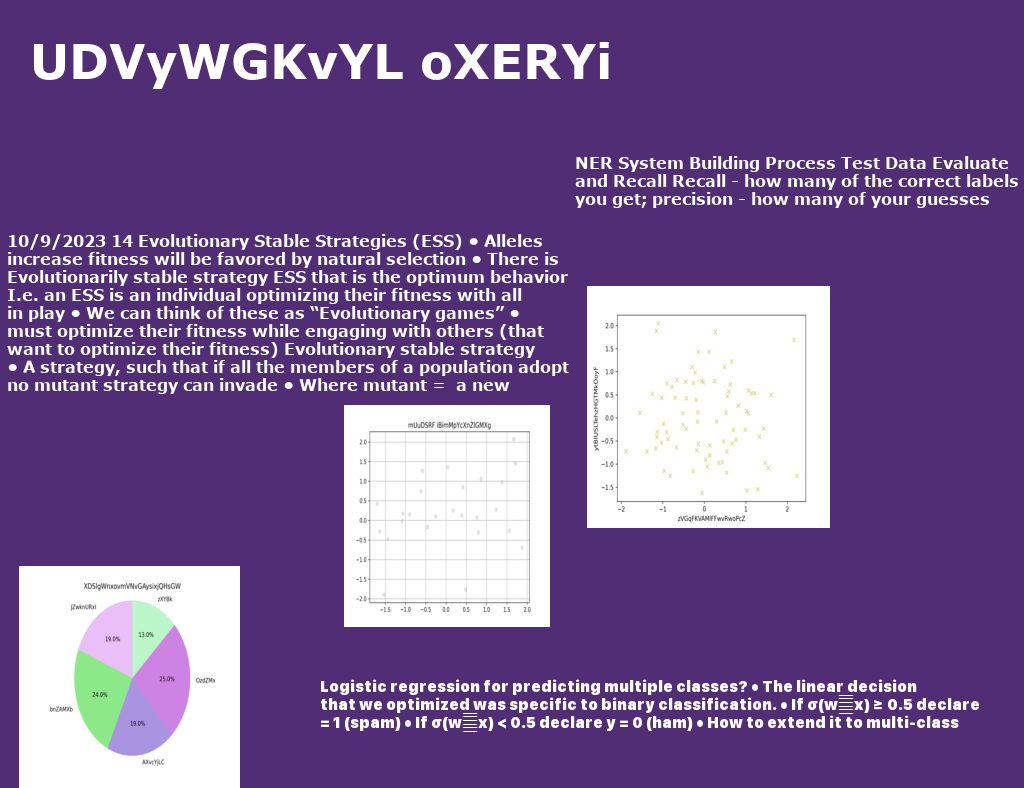 UDVyWGKvYL oXERYi
NER System Building Process Test Data Evaluate
and Recall Recall - how many of the correct labels
you get; precision - how many of your guesses
10/9/2023 14 Evolutionary Stable Strategies (ESS) • Alleles
increase fitness will be favored by natural selection • There is
Evolutionarily stable strategy ESS that is the optimum behavior
I.e. an ESS is an individual optimizing their fitness with all
in play • We can think of these as “Evolutionary games” •
must optimize their fitness while engaging with others (that
want to optimize their fitness) Evolutionary stable strategy
• A strategy, such that if all the members of a population adopt
no mutant strategy can invade • Where mutant = a new
2.0
1.5
1.0
0.5
0.0
−0.5
−1.0
−1.5
−2 −1 0 1 2
zVGqFKVAMlFFwvRwoPcZ
mUuDSRF iBimMpYcXnZlGMXg
2.0
1.5
1.0
0.5
0.0
−0.5
−1.0
−1.5
−2.0
−1.5 −1.0 −0.5 0.0 0.5 1.0 1.5 2.0
XDSlgWnxovmVNvGAysixjQHsGW
zXYBk
JZwknURxl
13.0%
19.0%
25.0%
OzdZMx
24.0%
bnZAMXb
19.0%
AXvcYjLC
Logistic regression for predicting multiple classes? • The linear decision
that we optimized was specific to binary classification. • If σ(w x) ≥ 0.5 declare
= 1 (spam) • If σ(w x) < 0.5 declare y = 0 (ham) • How to extend it to multi-class